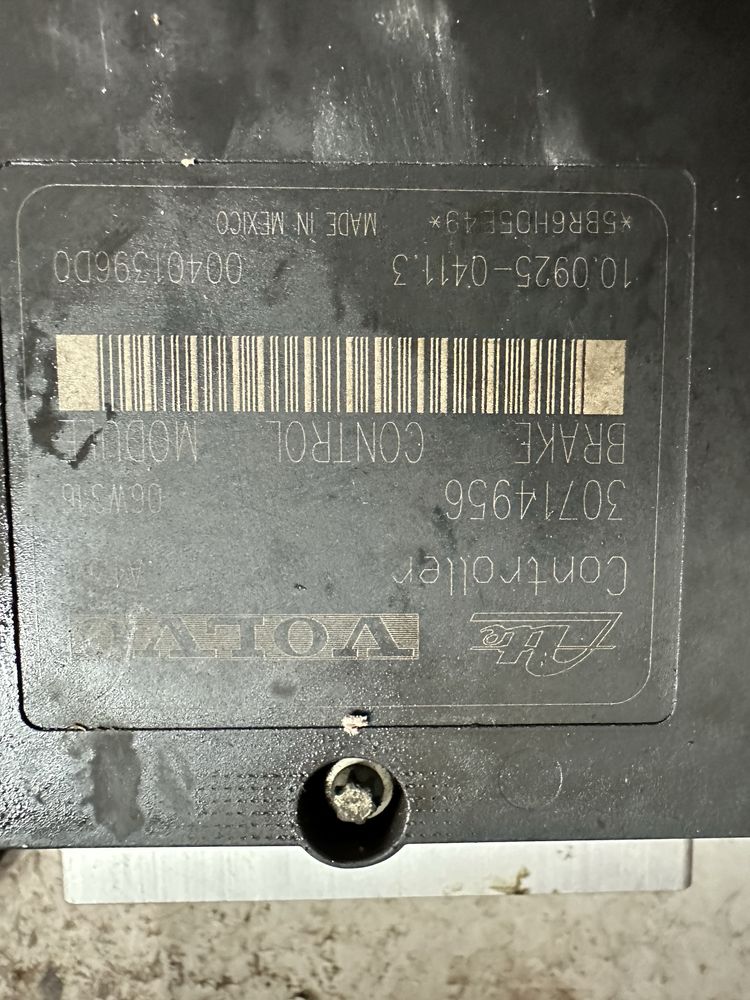 Ate VOLVO
Controller
30714956 06W316
BRAKE CONTROL MODULE
10.0925-0411.3 00401396D0
*5BR6H05E49* MADE IN MEXICO